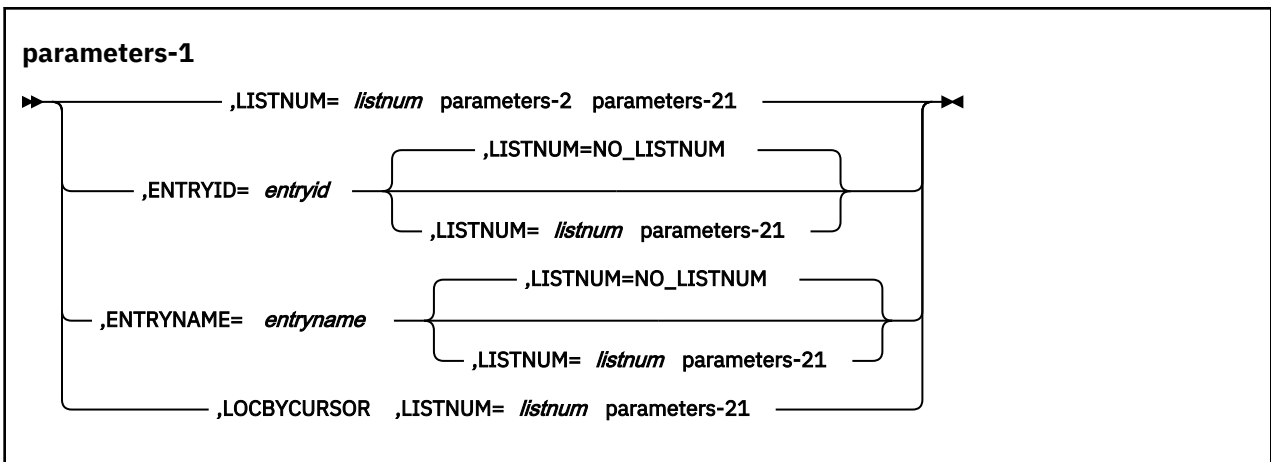 parameters-1
,LISTNUM= listnum parameters-2 parameters-21
,LISTNUM=NO_LISTNUM
,ENTRYID= entryid
,LISTNUM= listnum parameters-21
,LISTNUM=NO_LISTNUM
,ENTRYNAME= entryname
,LISTNUM= listnum parameters-21
,LOCBYCURSOR ,LISTNUM= listnum parameters-21